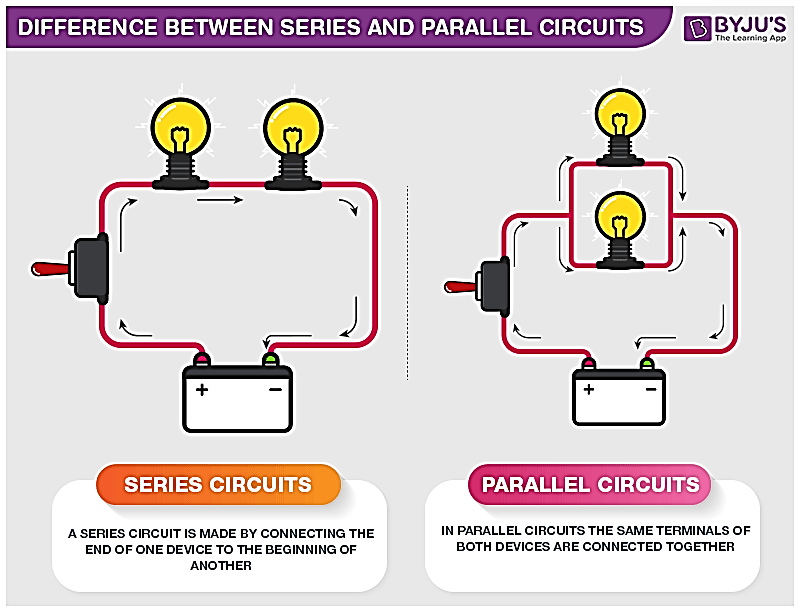 DIFFERENCE BETWEEN SERIES AND PARALLEL CIRCUITS
BYJU'S
The Learning App
+ −
+ −
SERIES CIRCUITS
A SERIES CIRCUIT IS MADE BY CONNECTING THE
END OF ONE DEVICE TO THE BEGINNING OF
ANOTHER
PARALLEL CIRCUITS
IN PARALLEL CIRCUITS THE SAME TERMINALS OF
BOTH DEVICES ARE CONNECTED TOGETHER